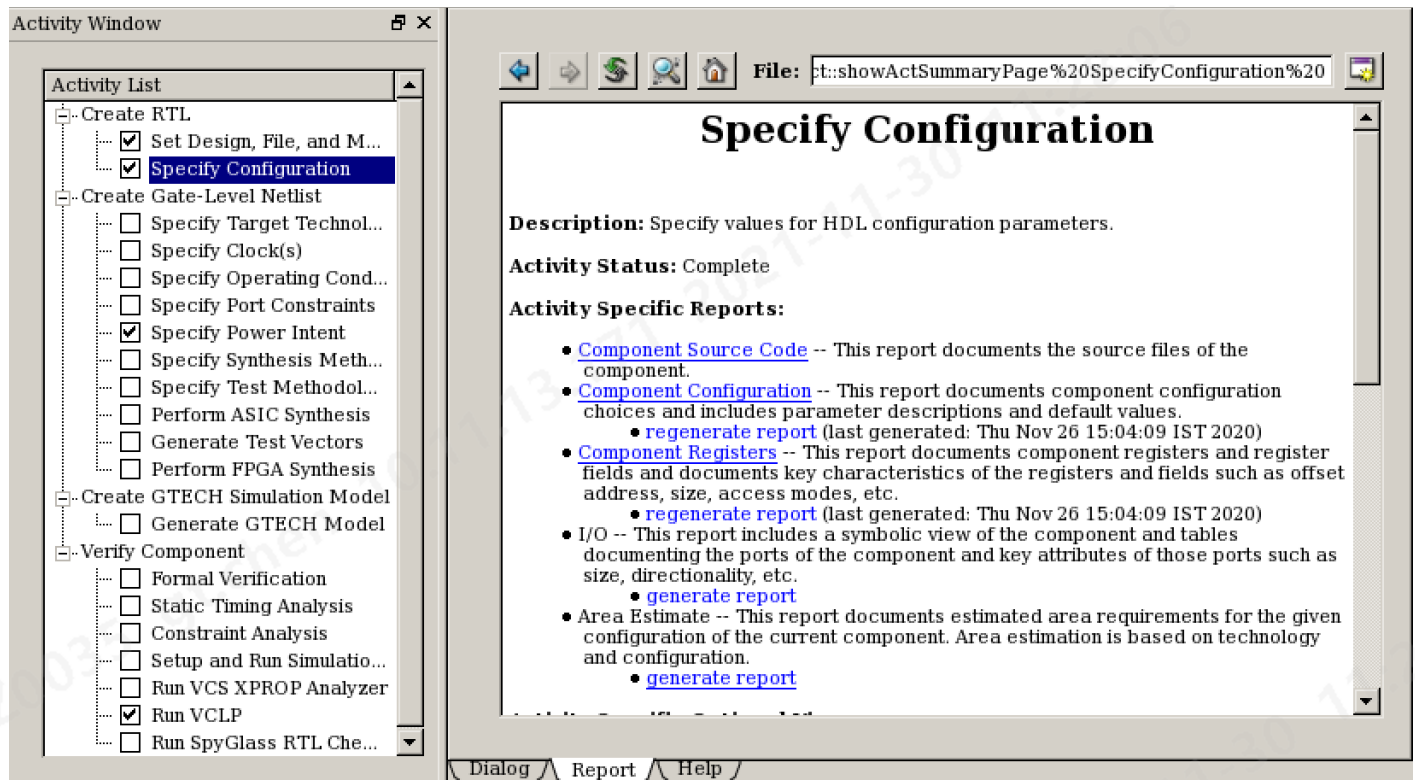 Activity Window
Activity List
Create RTL
Set Design, File, and M...
Specify Configuration
Create Gate-Level Netlist
Specify Target Technol...
Specify Clock(s)
Specify Operating Cond...
Specify Port Constraints
Specify Power Intent
Specify Synthesis Meth...
Specify Test Methodol...
Perform ASIC Synthesis
Generate Test Vectors
Perform FPGA Synthesis
Create GTECH Simulation Model
Generate GTECH Model
Verify Component
Formal Verification
Static Timing Analysis
Constraint Analysis
Setup and Run Simulatio...
Run VCS XPROP Analyzer
Run VCLP
Run SpyGlass RTL Che...
File: ct::showActSummaryPage%20SpecifyConfiguration%20
Specify Configuration
Description: Specify values for HDL configuration parameters.
Activity Status: Complete
Activity Specific Reports:
Component Source Code -- This report documents the source files of the
component.
Component Configuration -- This report documents component configuration
choices and includes parameter descriptions and default values.
regenerate report (last generated: Thu Nov 26 15:04:09 IST 2020)
Component Registers -- This report documents component registers and register
fields and documents key characteristics of the registers and fields such as offset
address, size, access modes, etc.
regenerate report (last generated: Thu Nov 26 15:04:09 IST 2020)
I/O -- This report includes a symbolic view of the component and tables
documenting the ports of the component and key attributes of those ports such as
size, directionality, etc.
generate report
Area Estimate -- This report documents estimated area requirements for the given
configuration of the current component. Area estimation is based on technology
and configuration.
generate report
Dialog Report Help